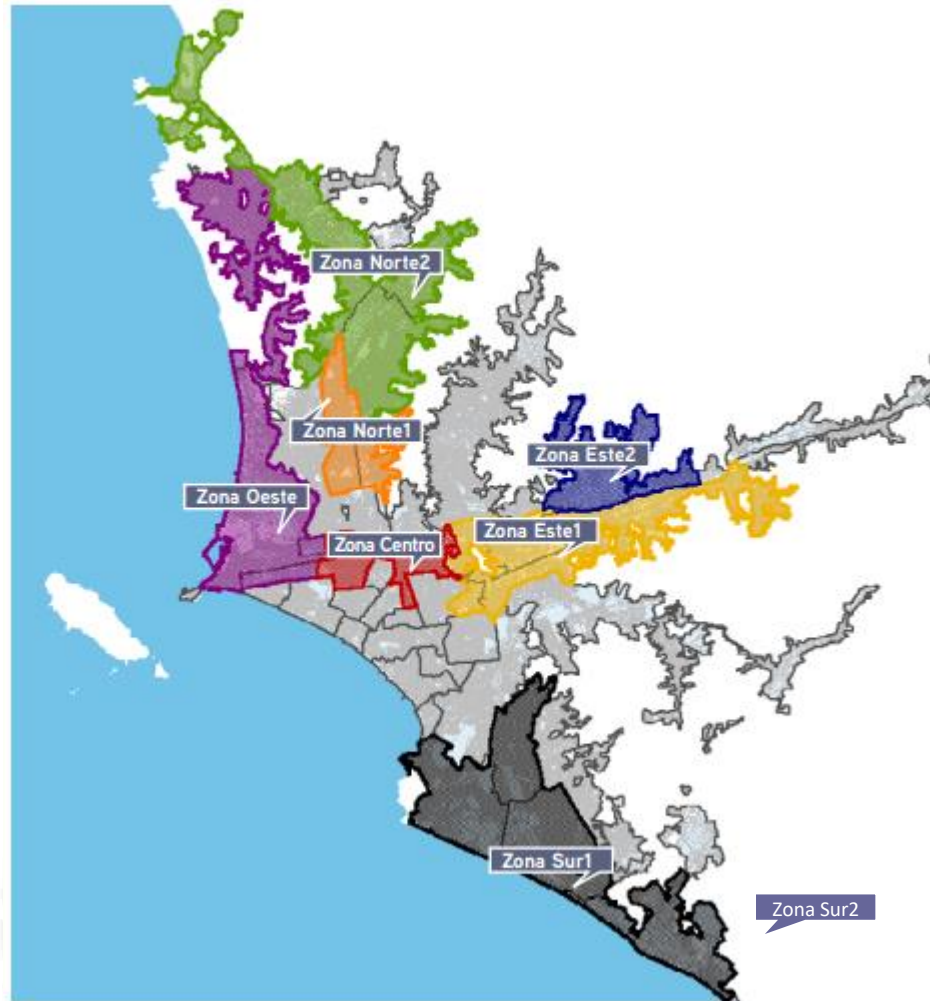 Zona Norte2
Zona Norte1
Zona Este2
Zona Oeste
Zona Este1
Zona Centro
Zona Sur1
Zona Sur2